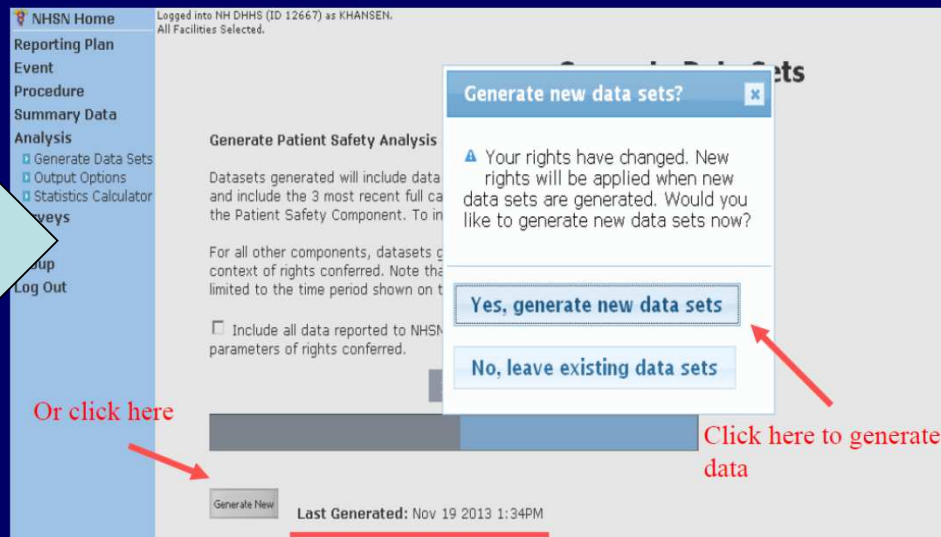 NHSN Home
Logged into NH DHHS (ID 12667) as KHANSEN.
All Facilities Selected.
Reporting Plan
Event
Procedure
Summary Data
Analysis
Generate Data Sets
Output Options
Statistics Calculator
Log Out
Generate Patient Safety Analysis
Datasets generated will include data
and include the 3 most recent full ca
the Patient Safety Component. To in
For all other components, datasets g
context of rights conferred. Note tha
limited to the time period shown on t
Include all data reported to NHSN
parameters of rights conferred.
Generate new data sets?
Your rights have changed. New
rights will be applied when new
data sets are generated. Would you
like to generate new data sets now?
Yes, generate new data sets
No, leave existing data sets
Or click here
Click here to generate
data
Generate New
Last Generated: Nov 19 2013 1:34PM